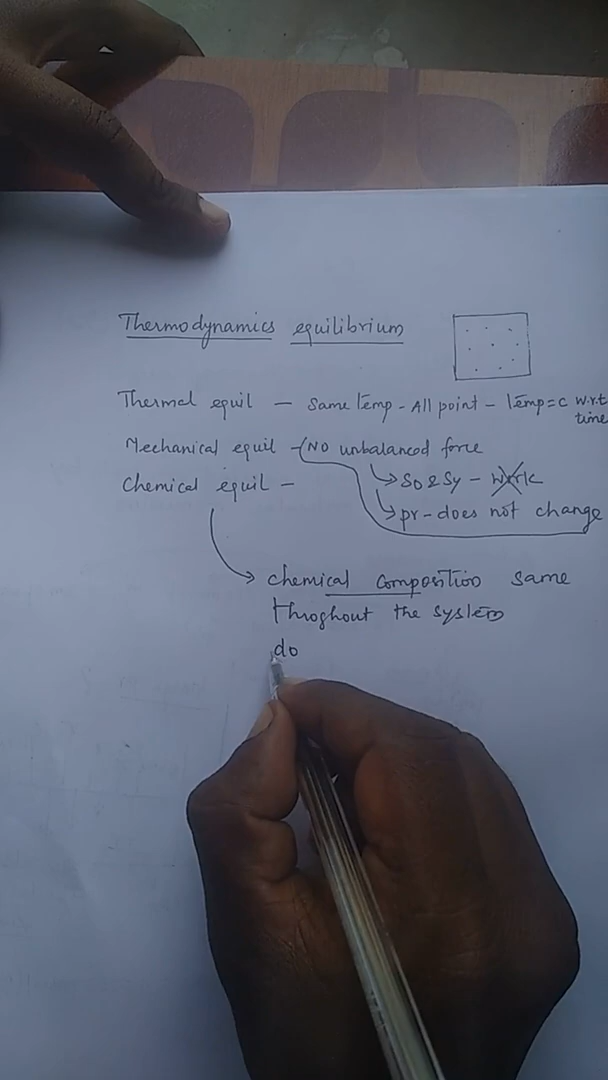 Thermodynamics equilibrium
Thermal equil - Same temp - All point - Temp=c w.r.t
time
Mechanical equil - No unbalanced force
Chemical equil -
→ So & Sy - work
→ pr-does not change
→ chemical composition same
throghout the system
do